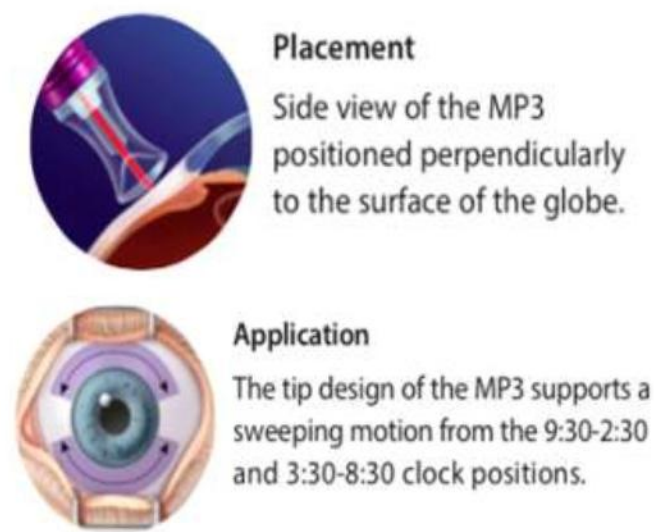 Placement
Side view of the MP3
positioned perpendicularly
to the surface of the globe.
Application
The tip design of the MP3 supports a
sweeping motion from the 9:30-2:30
and 3:30-8:30 clock positions.